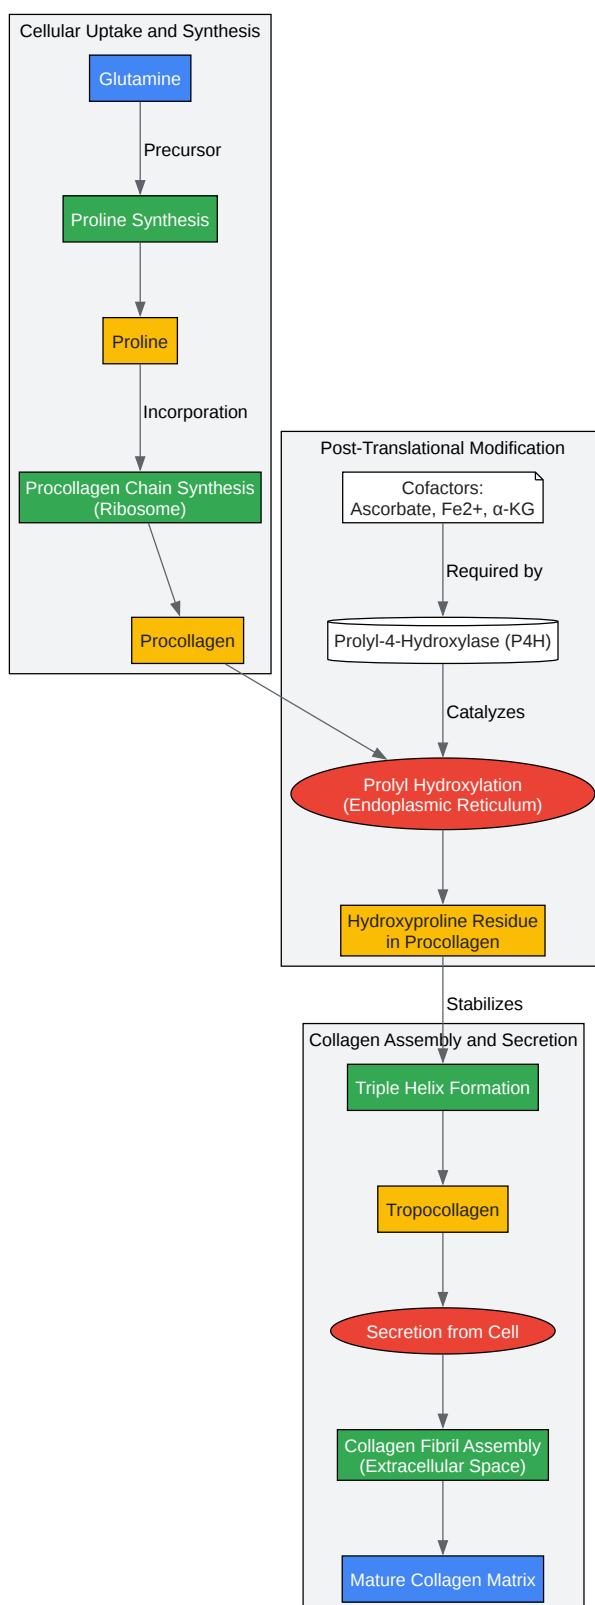 Cellular Uptake and Synthesis
Glutamine
Precursor
Proline Synthesis
Proline
Incorporation
Procollagen Chain Synthesis
(Ribosome)
Procollagen
Post-Translational Modification
Cofactors:
Ascorbate, Fe2+, α-KG
Required by
Prolyl-4-Hydroxylase (P4H)
Catalyzes
Prolyl Hydroxylation
(Endoplasmic Reticulum)
Hydroxyproline Residue
in Procollagen
Stabilizes
Collagen Assembly and Secretion
Triple Helix Formation
Tropocollagen
Secretion from Cell
Collagen Fibril Assembly
(Extracellular Space)
Mature Collagen Matrix